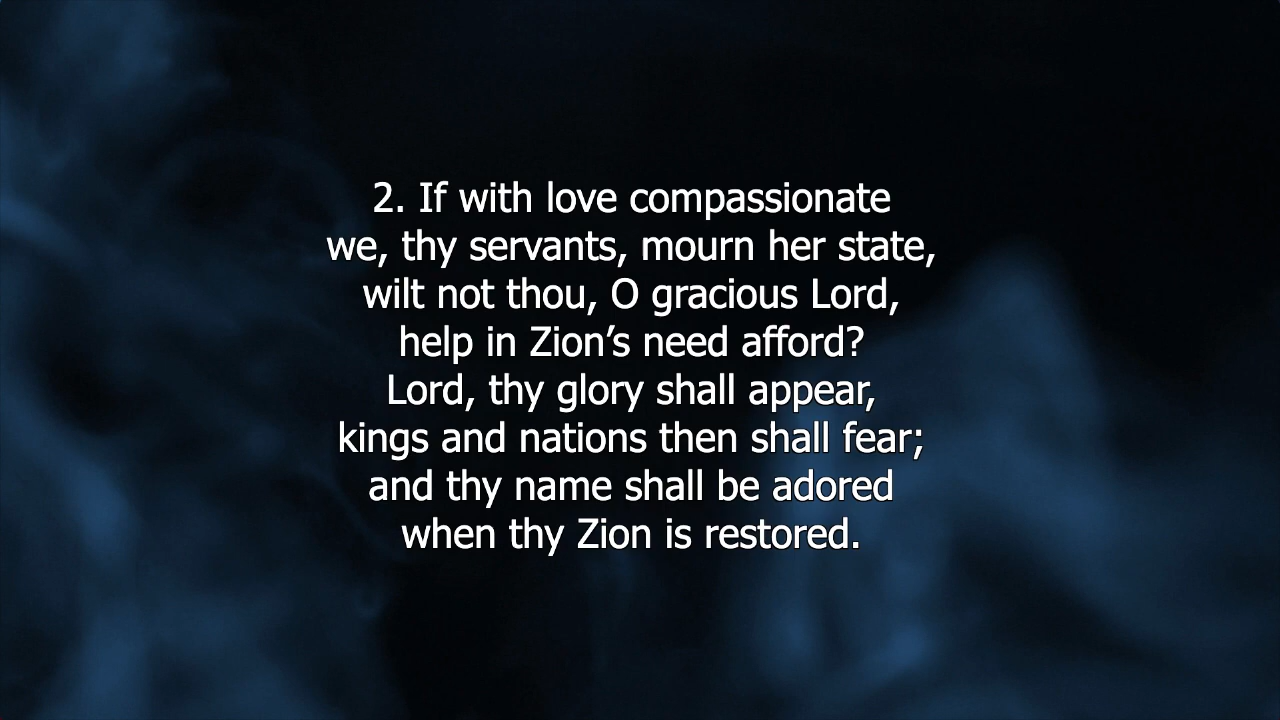 2. If with love compassionate
we, thy servants, mourn her state,
wilt not thou, O gracious Lord,
help in Zion’s need afford?
Lord, thy glory shall appear,
kings and nations then shall fear;
and thy name shall be adored
when thy Zion is restored.